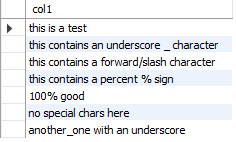 col1
this is a test
this contains an underscore _ character
this contains a forward/slash character
this contains a percent % sign
100% good
no special chars here
another_one with an underscore